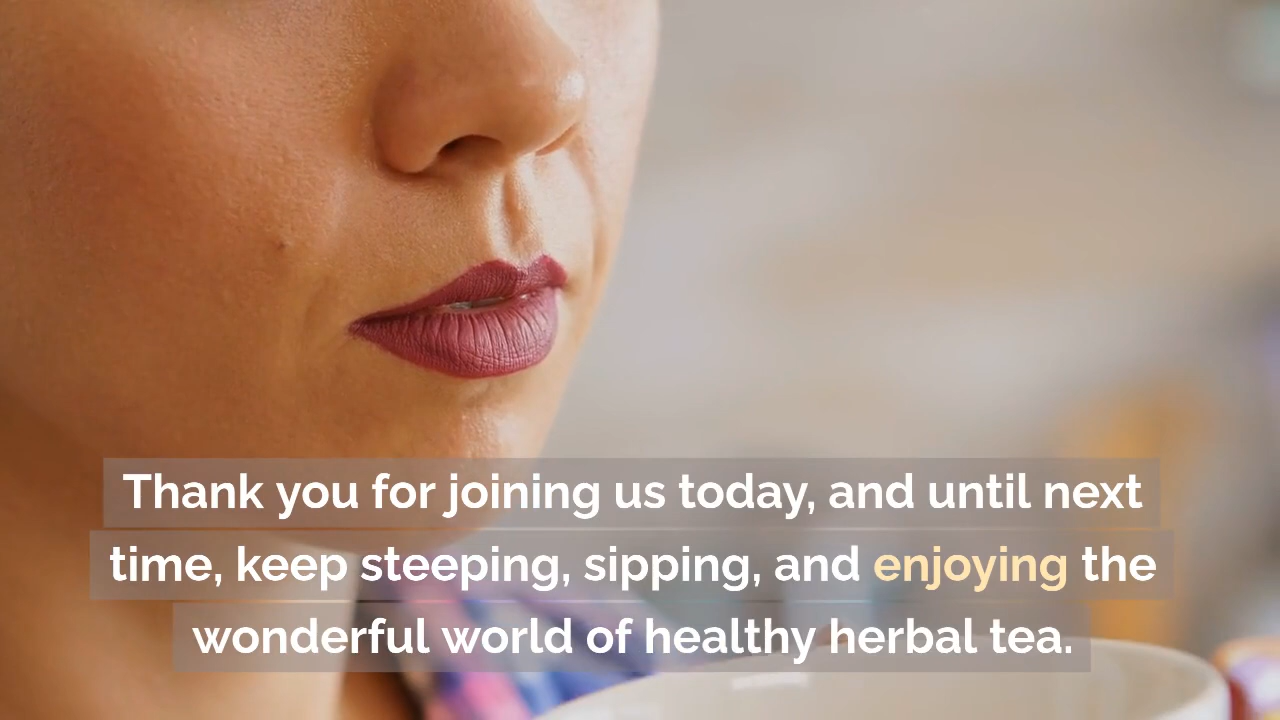 Thank you for joining us today, and until next
time, keep steeping, sipping, and enjoying the
wonderful world of healthy herbal tea.